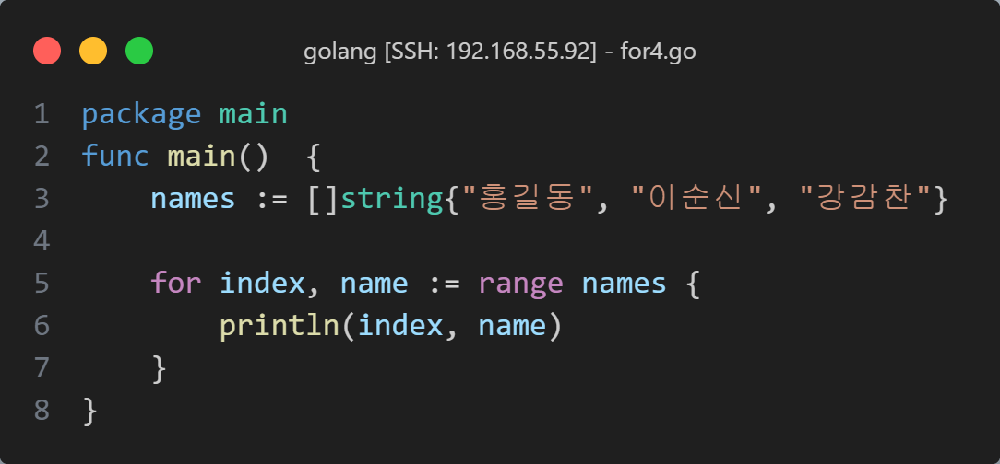 golang [SSH: 192.168.55.92] - for4.go
1 package main
2 func main()  {
3     names := []string{"홍길동", "이순신", "강감찬"}
4
5     for index, name := range names {
6         println(index, name)
7     }
8 }